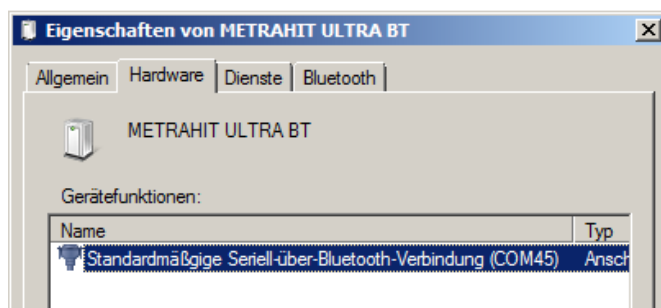 Eigenschaften von METRAHIT ULTRA BT
Allgemein Hardware Dienste Bluetooth
METRAHIT ULTRA BT
Gerätefunktionen:
Name Typ
Standardmäßgige Seriell-über-Bluetooth-Verbindung (COM45) Ansch